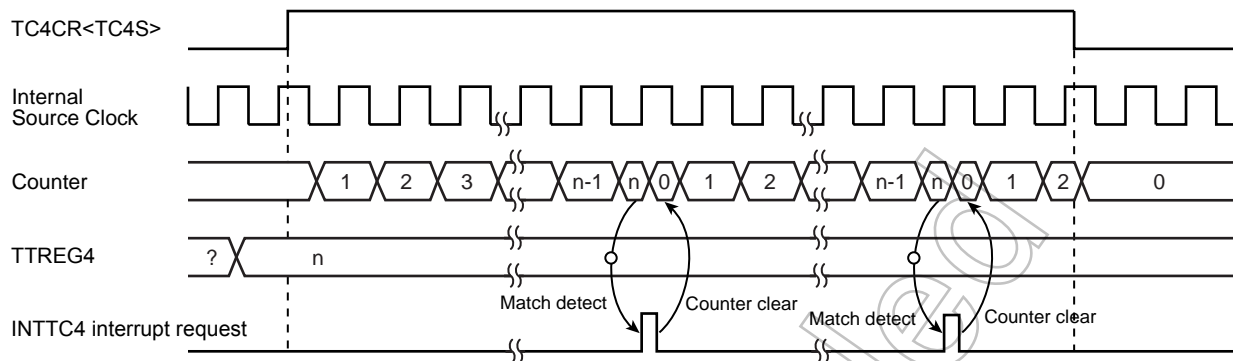 TC4CR<TC4S>
Internal
Source Clock
Counter 1 2 3 n-1 n 0 1 2 n-1 n 0 1 2 0
TTREG4 ? n
Match detect Counter clear Match detect Counter clear
INTTC4 interrupt request